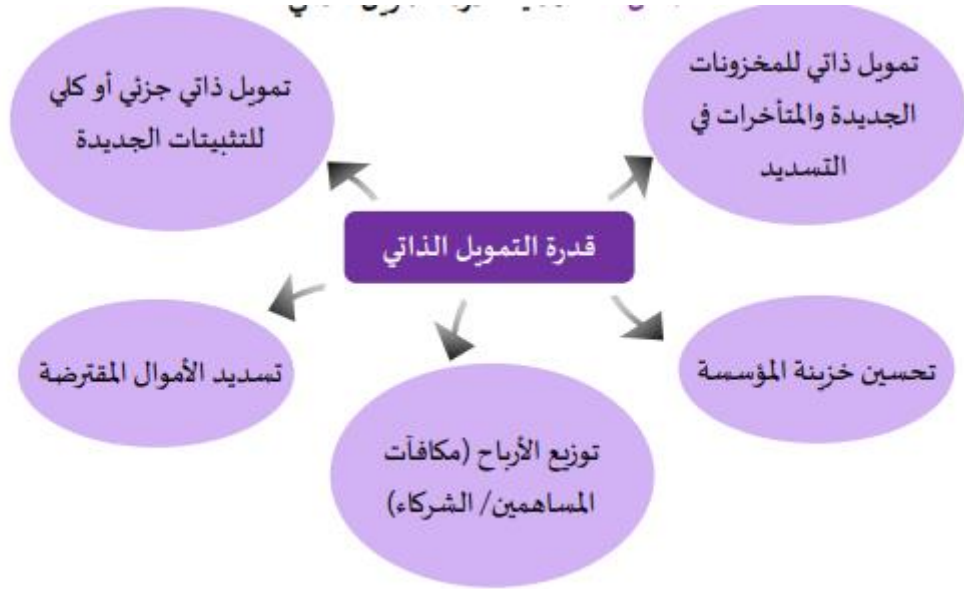 تمويل ذاتي للمخزونات
الجديدة والمتأخرات في
التسديد
تمويل ذاتي جزئي أو كلي
للتثبيتات الجديدة
قدرة التمويل الذاتي
تحسين خزينة المؤسسة
تسديد الأموال المقترضة
توزيع الأرباح (مكافآت
المساهمين/ الشركاء)